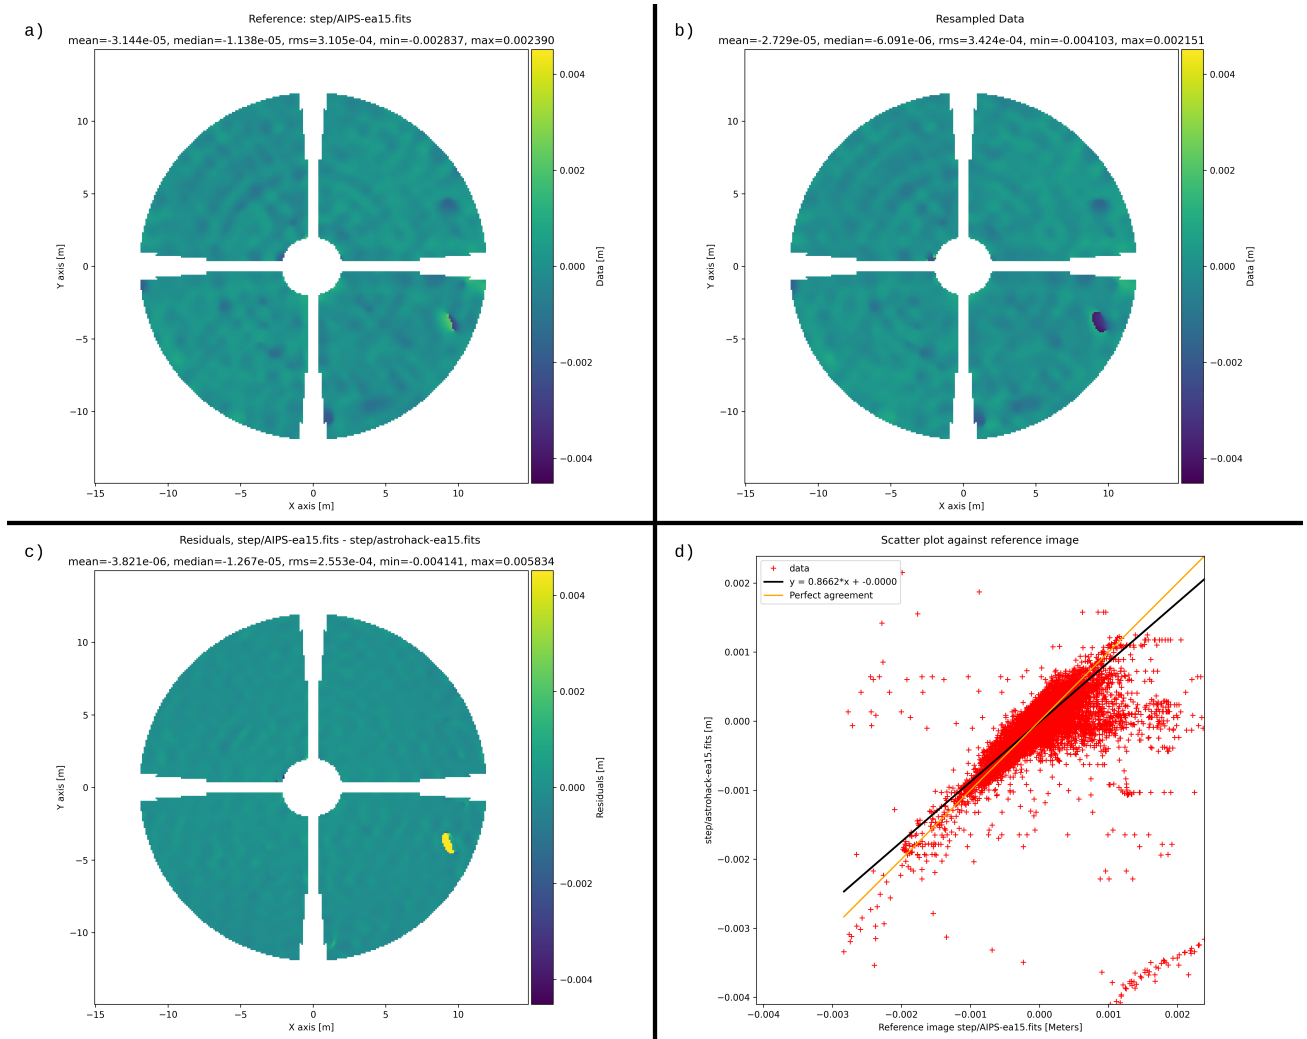 a)
Reference: step/AIPS-ea15.fits
mean=-3.144e-05, median=-1.138e-05, rms=3.105e-04, min=-0.002837, max=0.002390
10
5
0
−5
−10
Y axis [m]
−15
−10
−5
0
5
10
X axis [m]
0.004
0.002
0.000
−0.002
−0.004
Data [m]
b)
Resampled Data
mean=-2.729e-05, median=-6.091e-06, rms=3.424e-04, min=-0.004103, max=0.002151
10
5
0
−5
−10
Y axis [m]
−15
−10
−5
0
5
10
X axis [m]
0.004
0.002
0.000
−0.002
−0.004
Data [m]
c)
Residuals, step/AIPS-ea15.fits - step/astrohack-ea15.fits
mean=-3.821e-06, median=-1.267e-05, rms=2.553e-04, min=-0.004141, max=0.005834
10
5
0
−5
−10
Y axis [m]
−15
−10
−5
0
5
10
X axis [m]
0.004
0.002
0.000
−0.002
−0.004
Residuals [m]
d)
Scatter plot against reference image
data
y = 0.8662*x + -0.0000
Perfect agreement
0.002
0.001
0.000
−0.001
−0.002
−0.003
−0.004
step/astrohack-ea15.fits [m]
−0.004
−0.003
−0.002
−0.001
0.000
0.001
0.002
Reference image step/AIPS-ea15.fits [Meters]